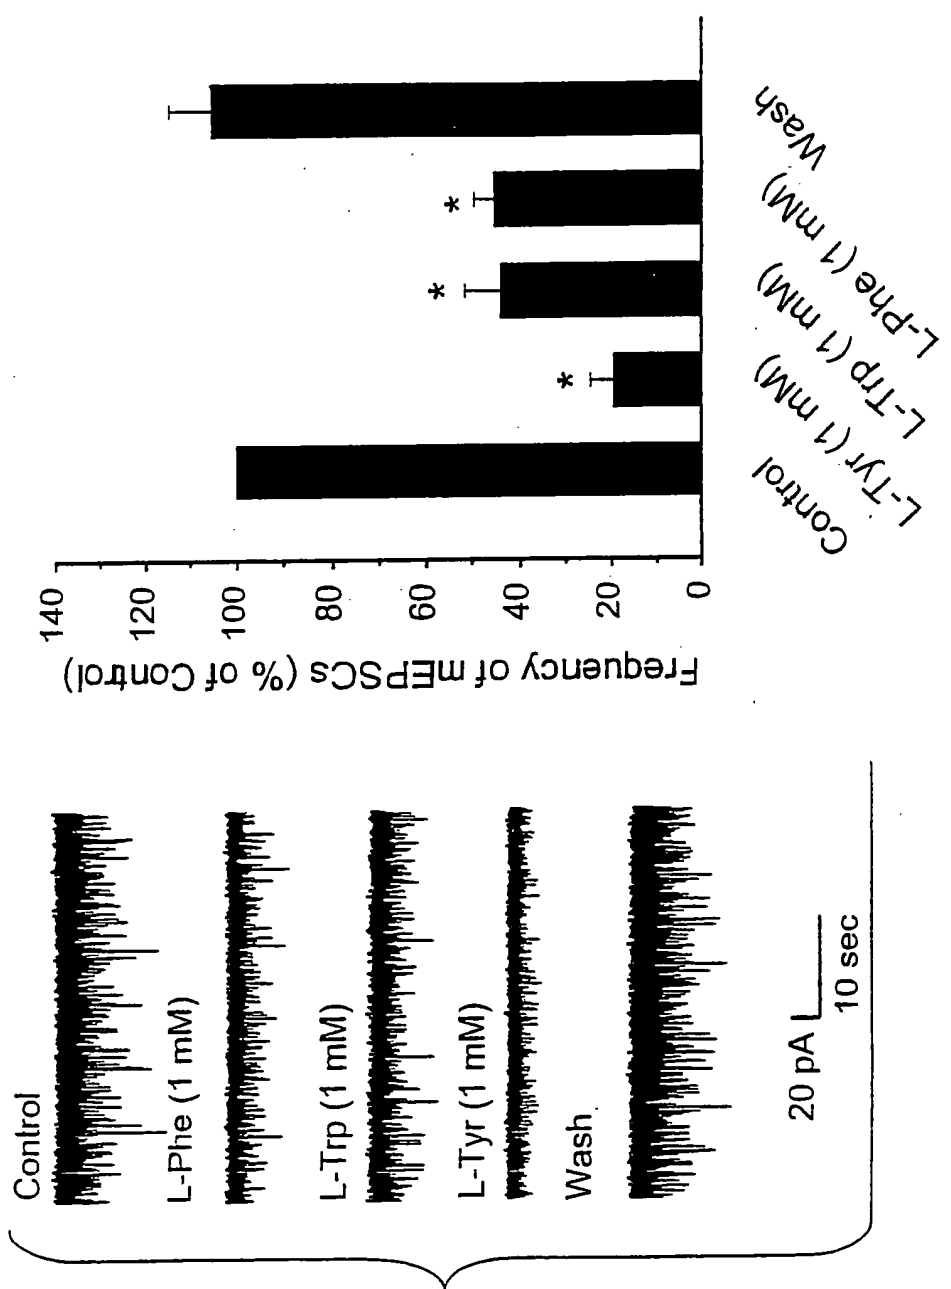 Control
L-Phe (1 mM)
L-Trp (1 mM)
L-Tyr (1 mM)
Wash
20 pA
10 sec
Frequency of mEPSCs (% of Control)
140
120
100
80
60
40
20
0
*
*
*
Control
L-Tyr (1 mM)
L-Trp (1 mM)
L-Phe (1 mM)
Wash